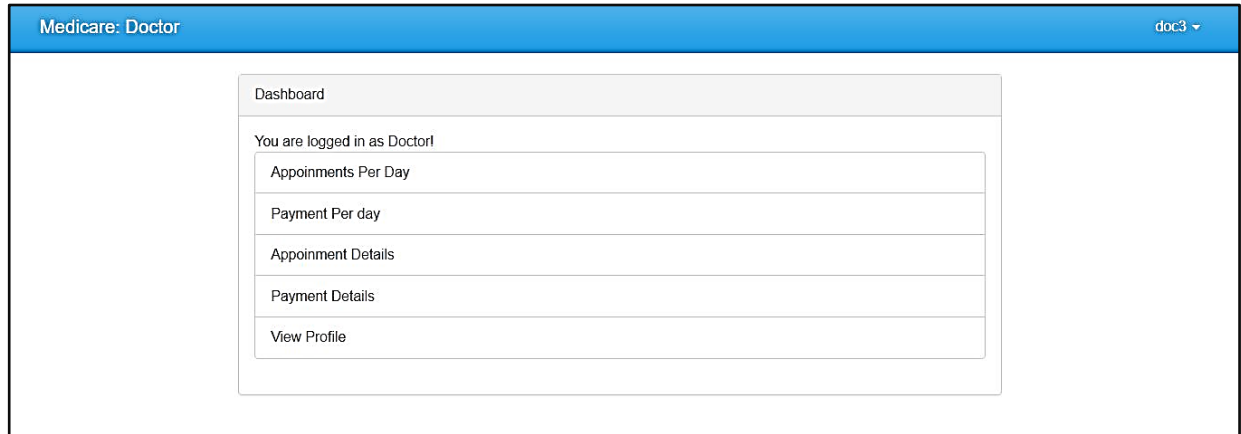 Medicare: Doctor
doc3
Dashboard
You are logged in as Doctor!
Appoinments Per Day
Payment Per day
Appoinment Details
Payment Details
View Profile